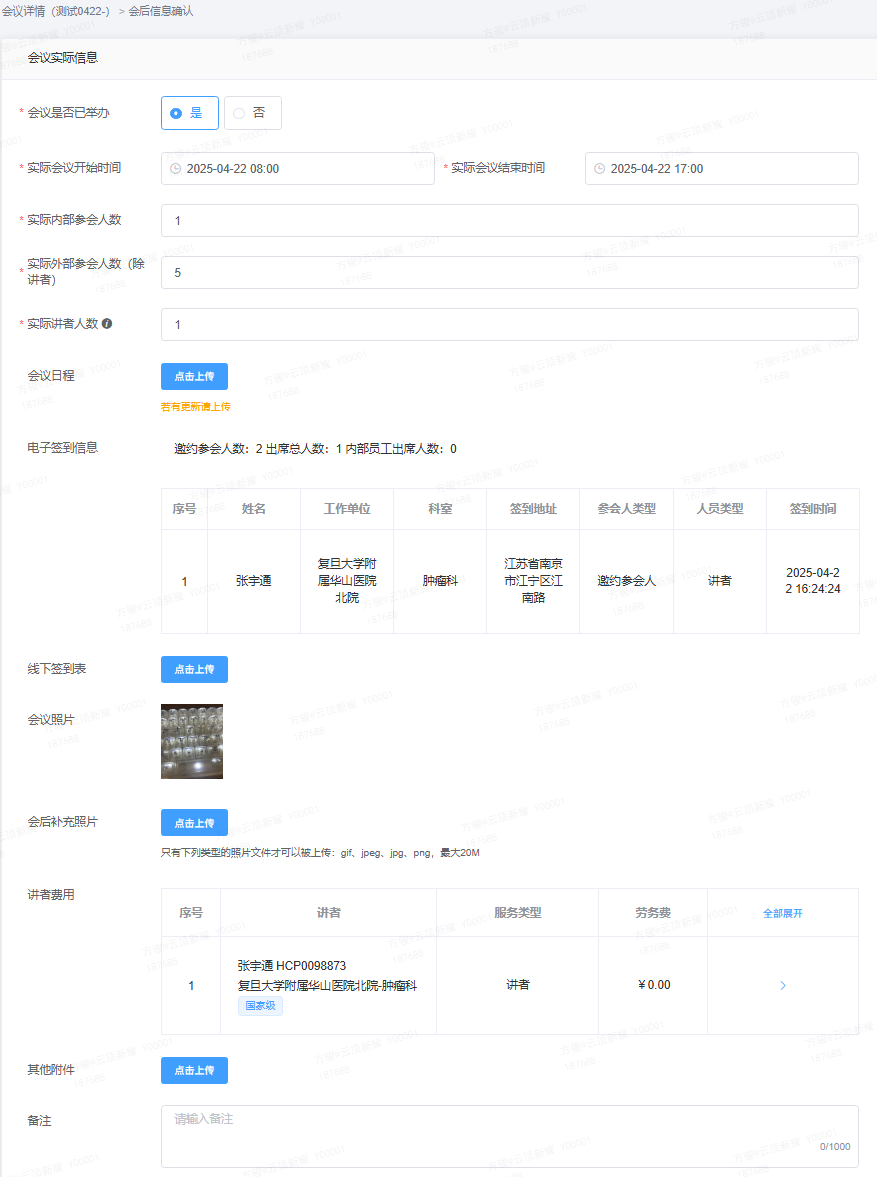 会议详情（测试0422-） > 会后信息确认
会议实际信息
* 会议是否已举办
是
否
* 实际会议开始时间
2025-04-22 08:00
* 实际会议结束时间
2025-04-22 17:00
* 实际内部参会人数
1
* 实际外部参会人数（除
讲者）
5
* 实际讲者人数
1
会议日程
点击上传
若有更新请上传
电子签到信息
邀约参会人数：2 出席总人数：1 内部员工出席人数：0
序号 姓名 工作单位 科室 签到地址 参会人类型 人员类型 签到时间
1
张宇通
复旦大学附
属华山医院
北院
肿瘤科
江苏省南京
市江宁区江
南路
邀约参会人
讲者
2025-04-2
2 16:24:24
线下签到表
点击上传
会议照片
会后补充照片
点击上传
只有下列类型的照片文件才可以被上传：gif、jpeg、jpg、png，最大20M
讲者费用
序号 讲者 服务类型 劳务费 全部展开
1
张宇通 HCP0098873
复旦大学附属华山医院北院-肿瘤科
国家级
讲者
¥ 0.00
其他附件
点击上传
备注
请输入备注
0/1000